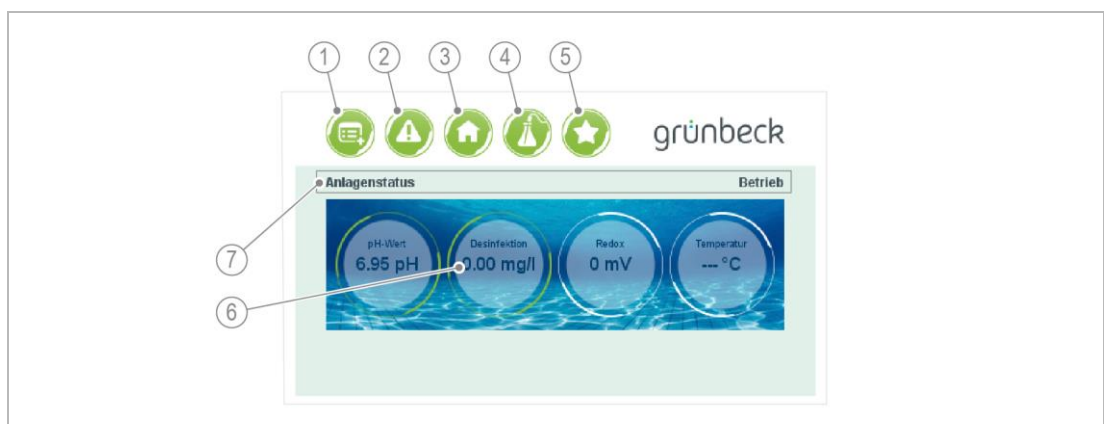 1 2 3 4 5
grünbeck
Anlagenstatus Betrieb
pH-Wert Desinfektion Redox Temperatur
6.95 pH 0.00 mg/l 0 mV --- °C
7
6